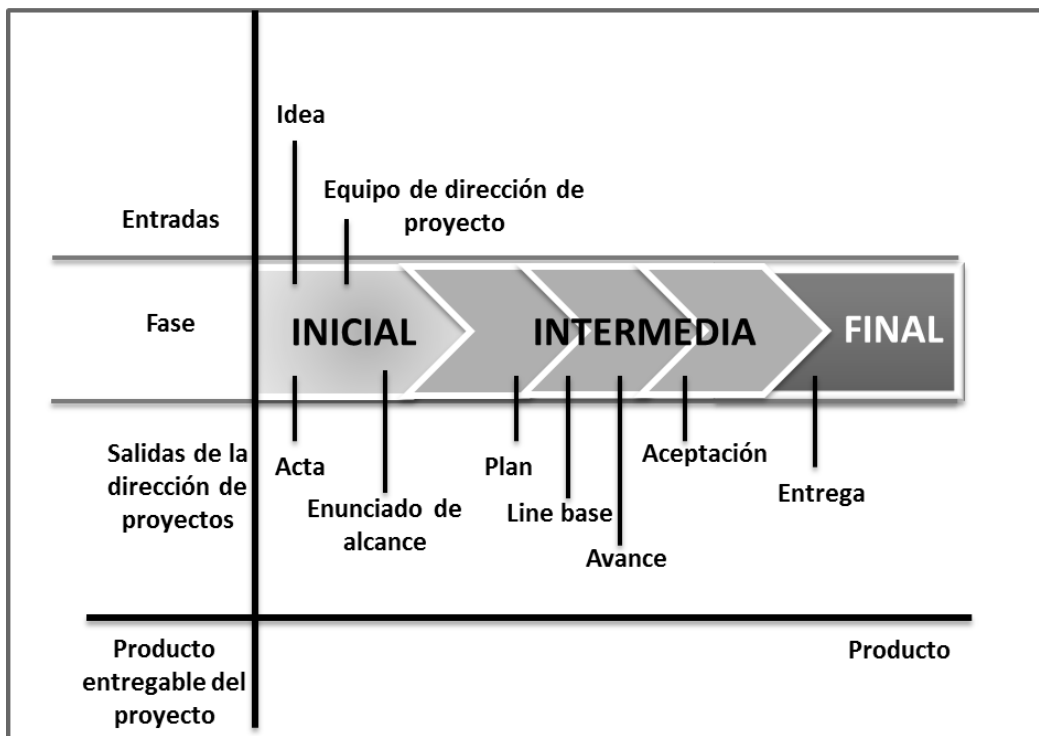 Idea
Equipo de dirección de
proyecto
Entradas
Fase
INICIAL
INTERMEDIA
FINAL
Salidas de la
dirección de
proyectos
Acta
Enunciado de
alcance
Plan
Line base
Avance
Aceptación
Entrega
Producto
entregable del
proyecto
Producto